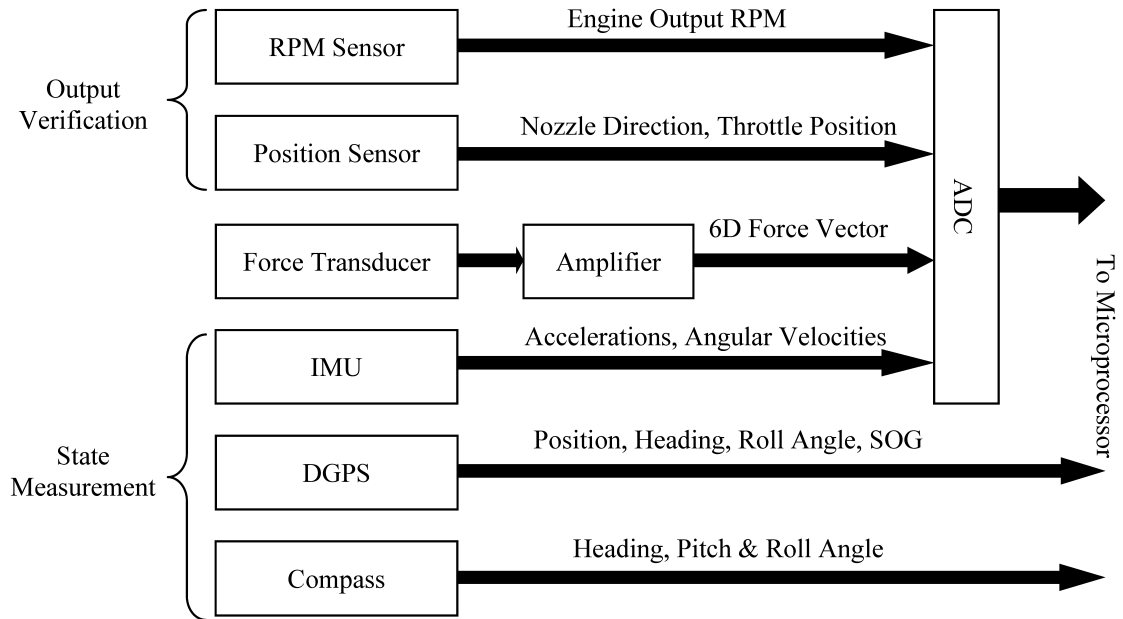 Engine Output RPM
RPM Sensor
Output
Verification
Nozzle Direction, Throttle Position
Position Sensor
ADC
6D Force Vector
Force Transducer
Amplifier
To Microprocessor
Accelerations, Angular Velocities
IMU
State
Measurement
Position, Heading, Roll Angle, SOG
DGPS
Heading, Pitch & Roll Angle
Compass